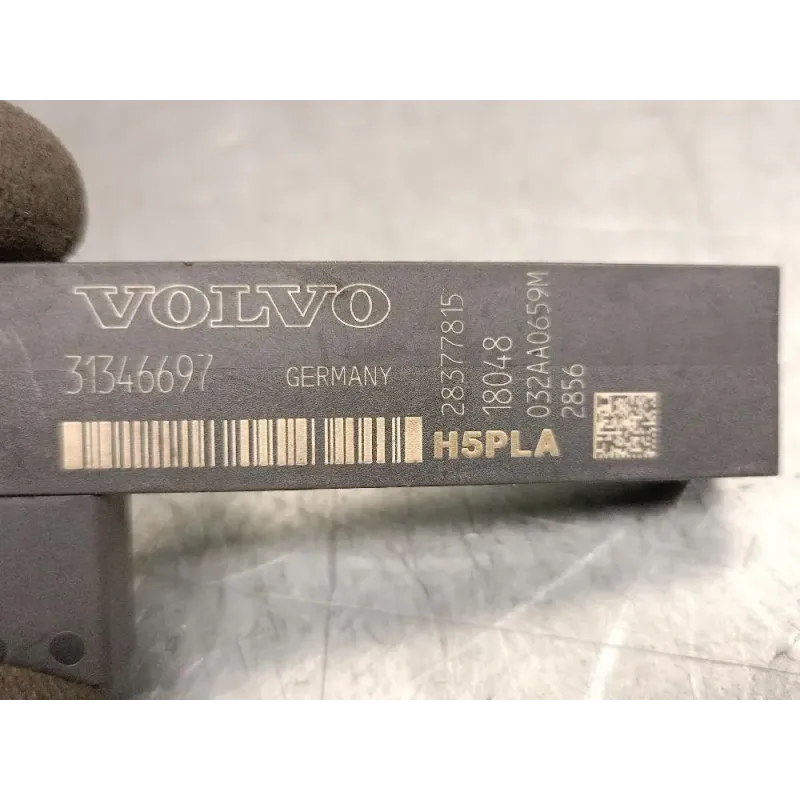 VOLVO
31346697
GERMANY
H5PLA
28377815
18048
032AA0659M
2856